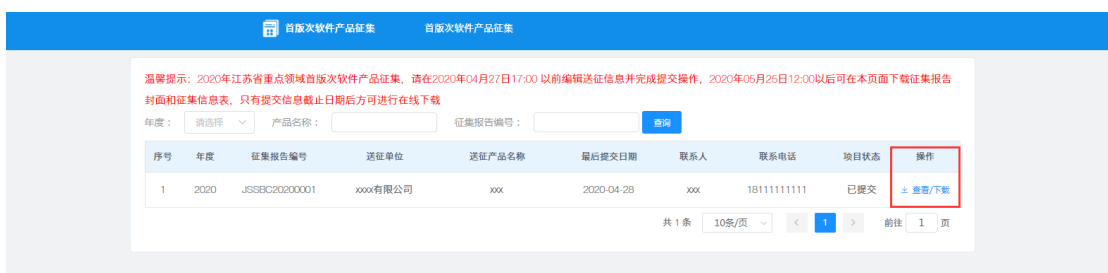 首版次软件产品征集 首版次软件产品征集
温馨提示：2020年江苏省重点领域首版次软件产品征集，请在2020年04月27日17:00 以前编辑送征信息并完成提交操作，2020年05月25日12:00以后可在本页面下载征集报告
封面和征集信息表，只有提交信息截止日期后方可进行在线下载
年度： 请选择 产品名称： 征集报告编号： 查询
序号 年度 征集报告编号 送征单位 送征产品名称 最后提交日期 联系人 联系电话 项目状态 操作
1 2020 JSSBC20200001 xxxx有限公司 xxx 2020-04-28 xxx 18111111111 已提交 查看/下载
共 1 条 10条/页 < 1 > 前往 1 页